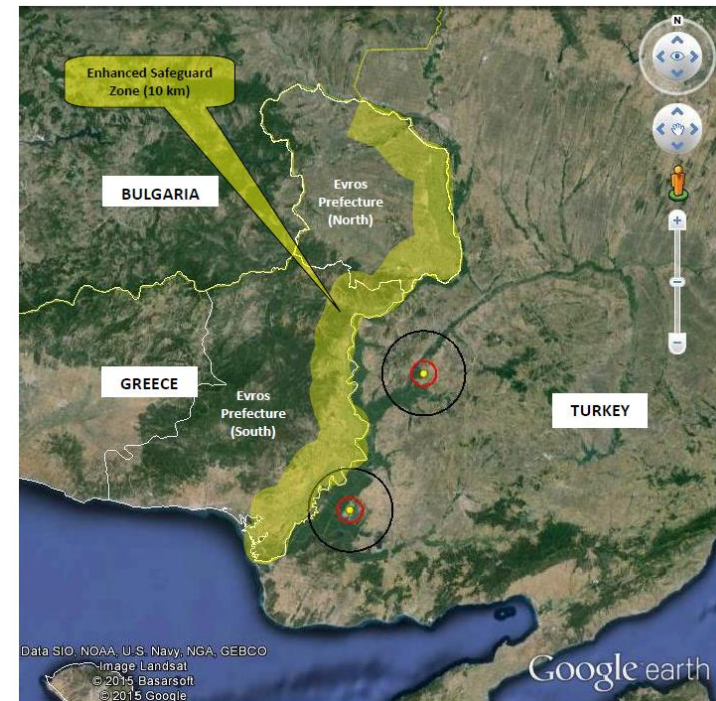 N
Enhanced Safeguard
Zone (10 km)
BULGARIA
Evros
Prefecture
(North)
GREECE
Evros
Prefecture
(South)
TURKEY
Data SIO, NOAA, U.S. Navy, NGA, GEBCO
Image Landsat
© 2015 Basarsoft
© 2015 Google
Google earth